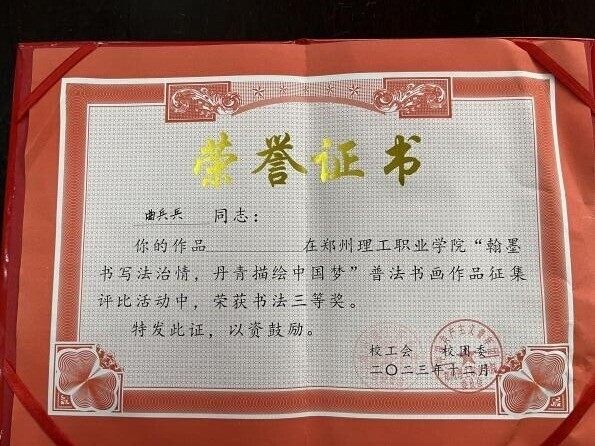 荣誉证书
曲兵兵 同志：
你的作品 在郑州理工职业学院“翰墨
书写法治情，丹青描绘中国梦”普法书画作品征集
评比活动中，荣获书法三等奖。
特发此证，以资鼓励。
校工会 校团委
二〇二三年十二月